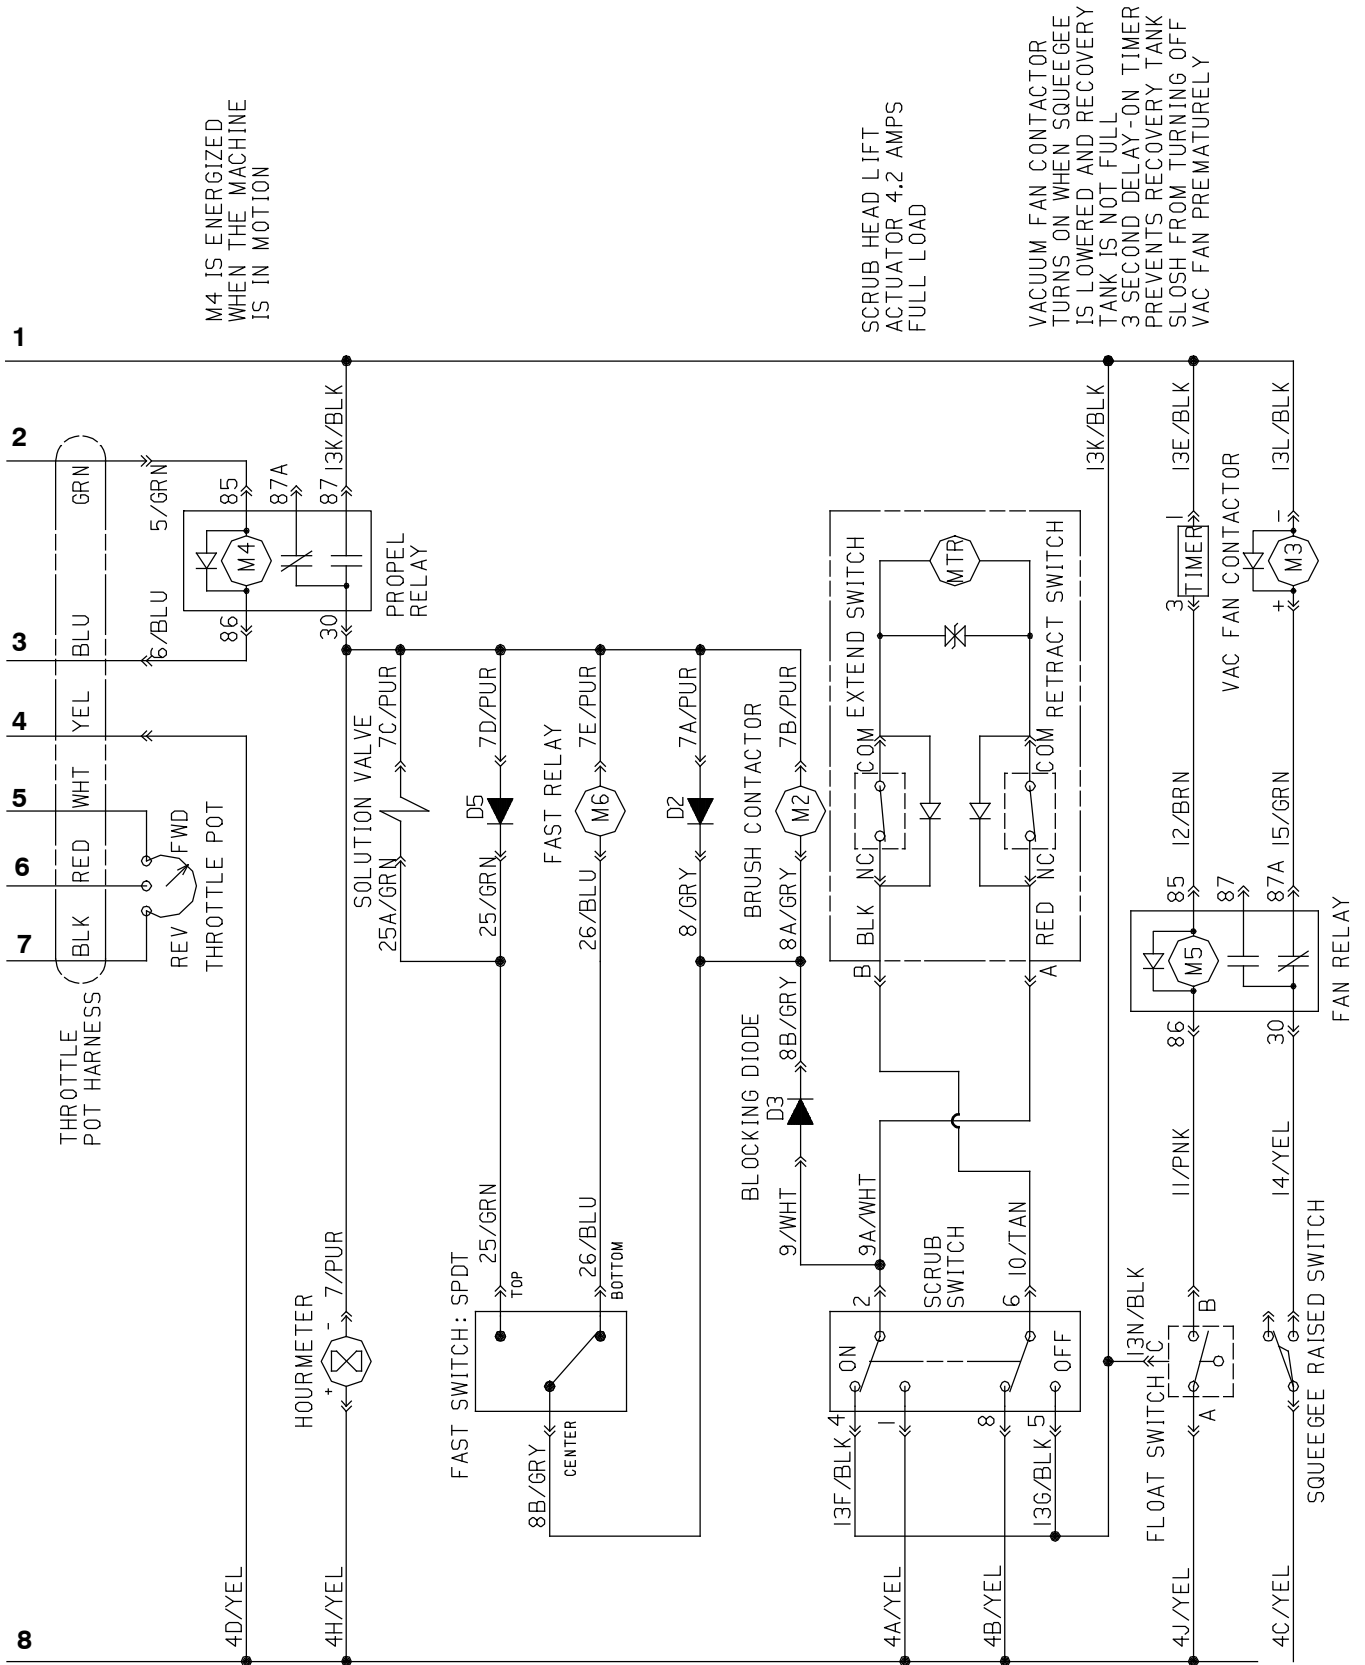 M4 IS ENERGIZED
WHEN THE MACHINE
IS IN MOTION
SCRUB HEAD LIFT
ACTUATOR 4.2 AMPS
FULL LOAD
VACUUM FAN CONTACTOR
TURNS ON WHEN SQUEEGEE
IS LOWERED AND RECOVERY
TANK IS NOT FULL
3 SECOND DELAY-ON TIMER
PREVENTS RECOVERY TANK
SLOSH FROM TURNING OFF
VAC FAN PREMATURELY
1
2
3
4
5
6
7
8
GRN
BLU
YEL
WHT
RED
BLK
THROTTLE
POT HARNESS
5/GRN
6/BLU
FWD
REV
THROTTLE POT
85
87A
87
13K/BLK
M4
86
30
PROPEL
RELAY
HOURMETER
+
-
7/PUR
4D/YEL
4H/YEL
SOLUTION VALVE
7C/PUR
25A/GRN
7D/PUR
D5
25/GRN
FAST RELAY
7E/PUR
M6
26/BLU
7A/PUR
D2
8/GRY
BRUSH CONTACTOR
7B/PUR
M2
8A/GRY
BLOCKING DIODE
8B/GRY
D3
9/WHT
FAST SWITCH: SPDT
25/GRN
TOP
26/BLU
BOTTOM
8B/GRY
CENTER
EXTEND SWITCH
MTR
RETRACT SWITCH
COM
COM
NC
NC
BLK
RED
B
A
9A/WHT
10/TAN
SCRUB
SWITCH
2
6
ON
OFF
4
1
8
5
13F/BLK
13G/BLK
4A/YEL
4B/YEL
13K/BLK
13N/BLK
13E/BLK
13L/BLK
1
TIMER
3
VAC FAN CONTACTOR
-
M3
+
12/BRN
15/GRN
85
87
87A
M5
86
30
FAN RELAY
11/PNK
14/YEL
FLOAT SWITCH
C
B
A
SQUEEGEE RAISED SWITCH
4J/YEL
4C/YEL